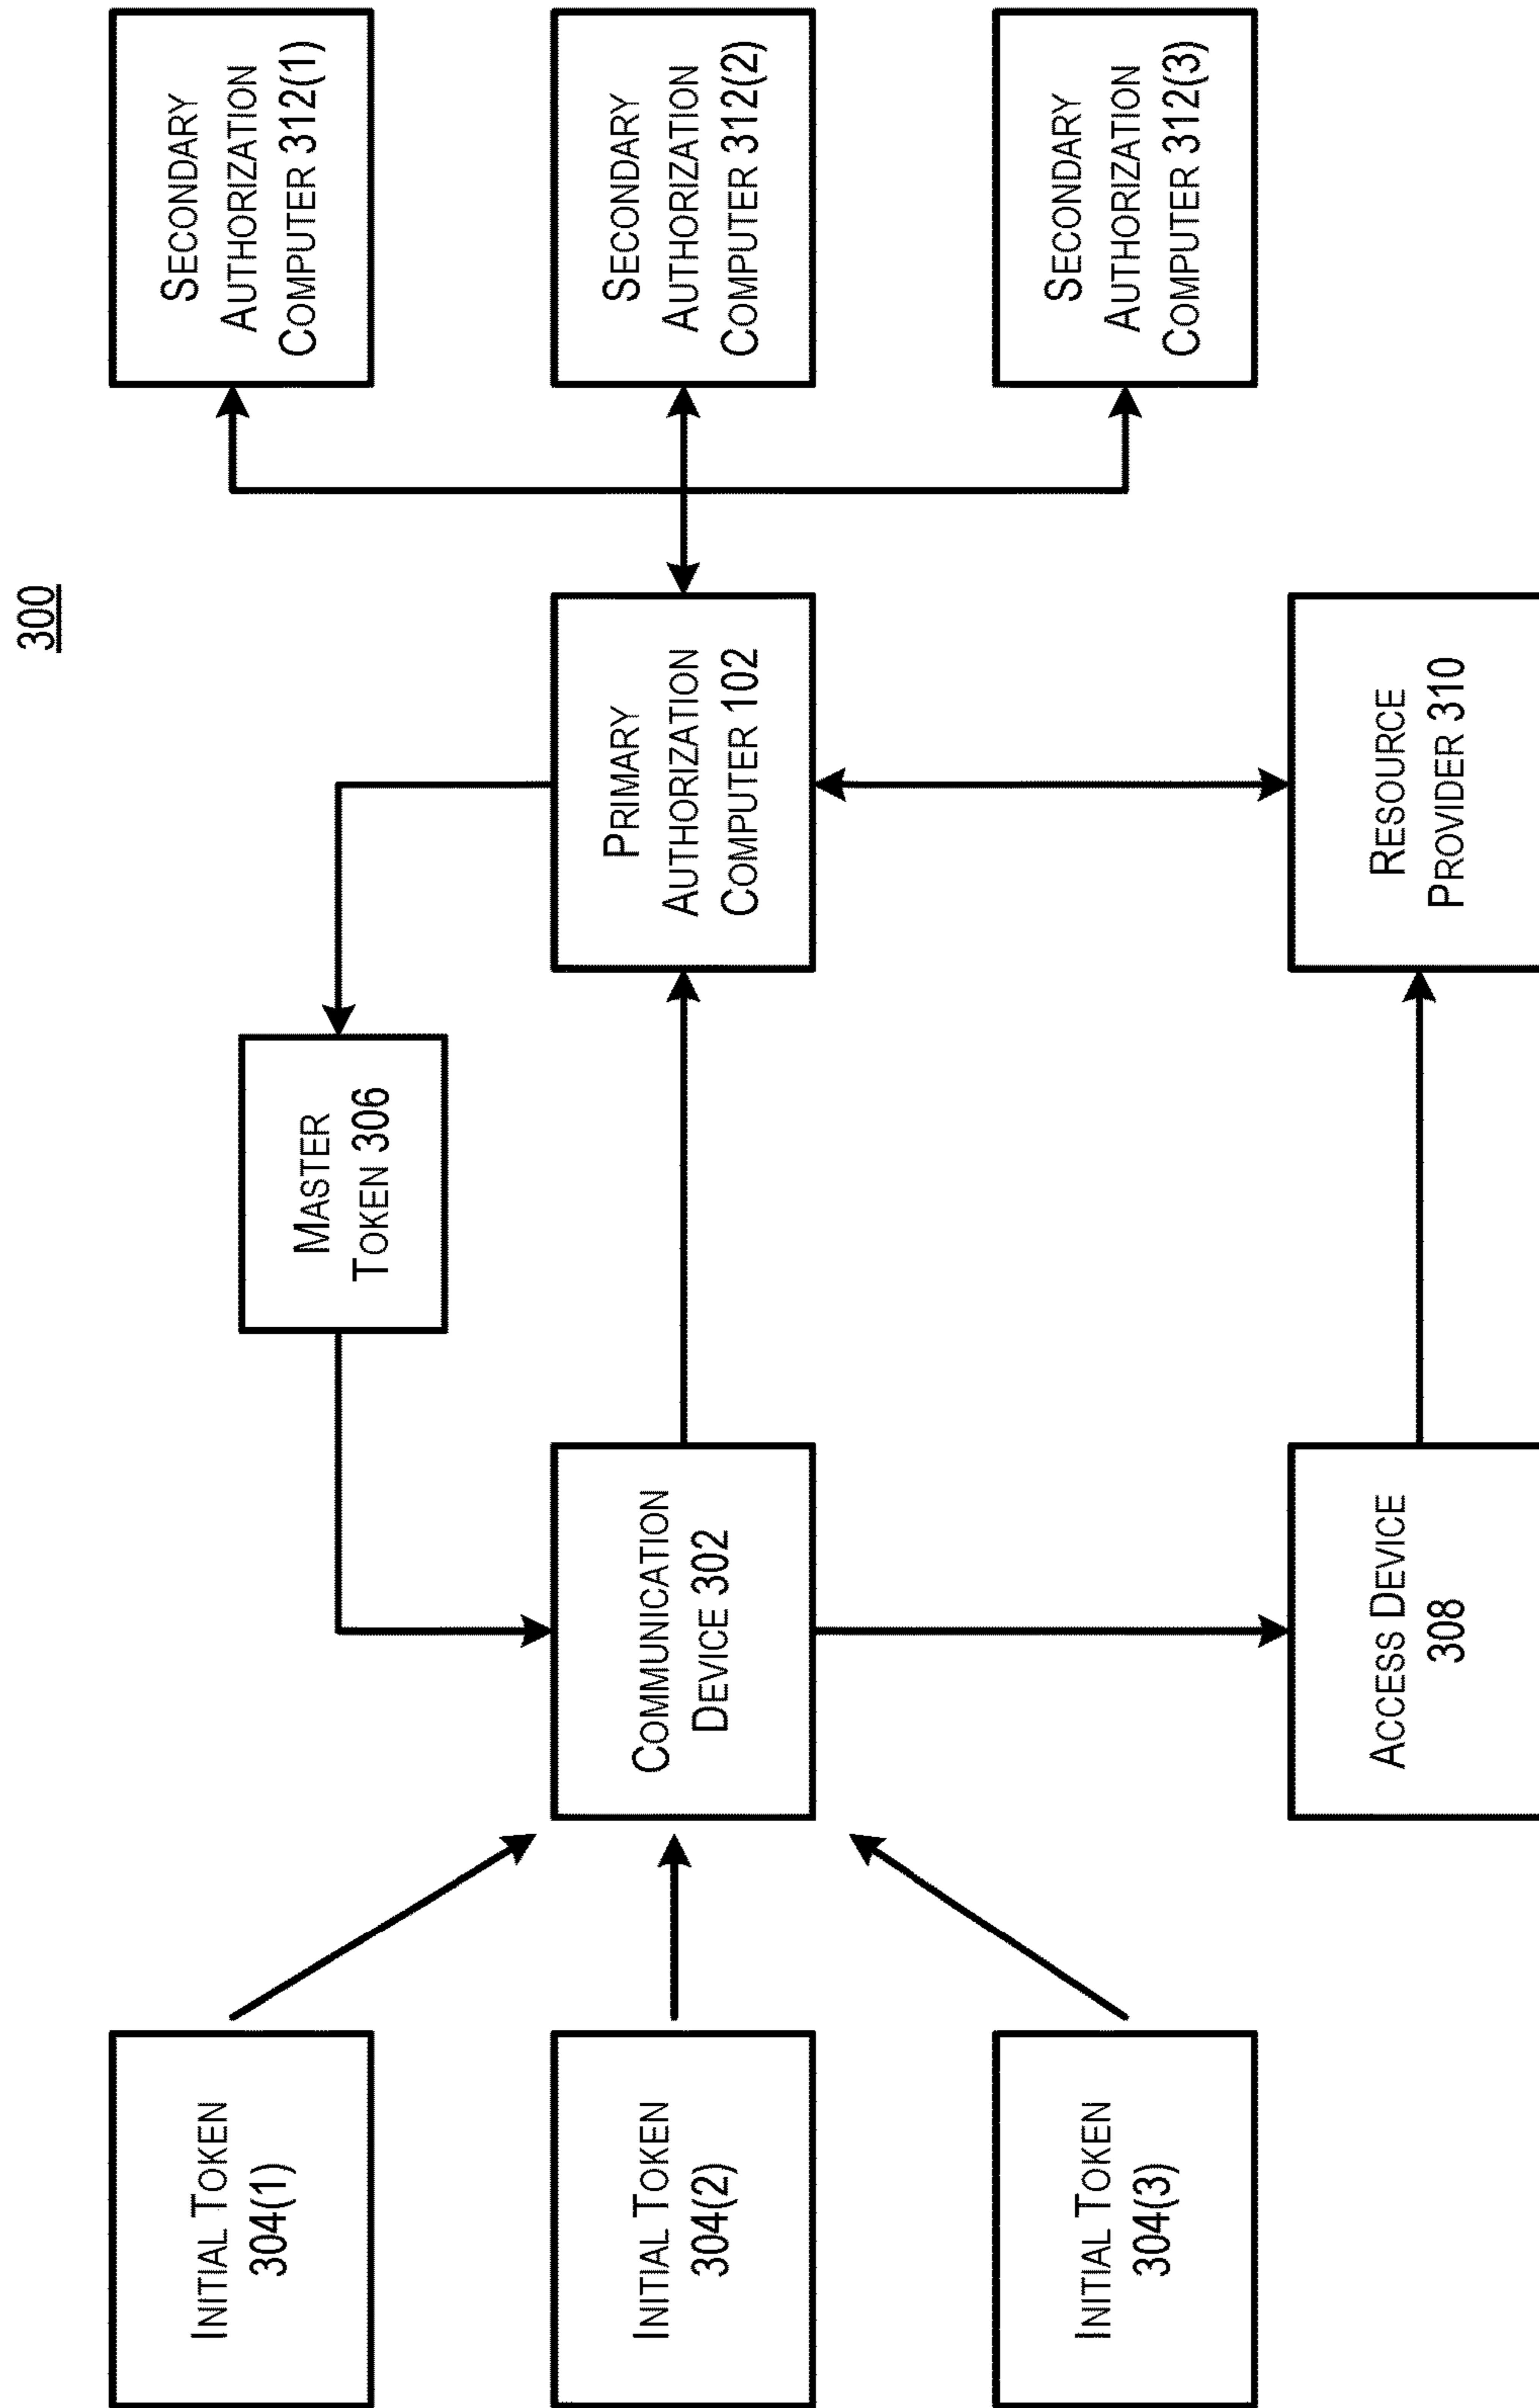 300
INITIAL TOKEN
304(1)
INITIAL TOKEN
304(2)
INITIAL TOKEN
304(3)
COMMUNICATION
DEVICE 302
MASTER
TOKEN 306
PRIMARY
AUTHORIZATION
COMPUTER 102
ACCESS DEVICE
308
RESOURCE
PROVIDER 310
SECONDARY
AUTHORIZATION
COMPUTER 312(1)
SECONDARY
AUTHORIZATION
COMPUTER 312(2)
SECONDARY
AUTHORIZATION
COMPUTER 312(3)